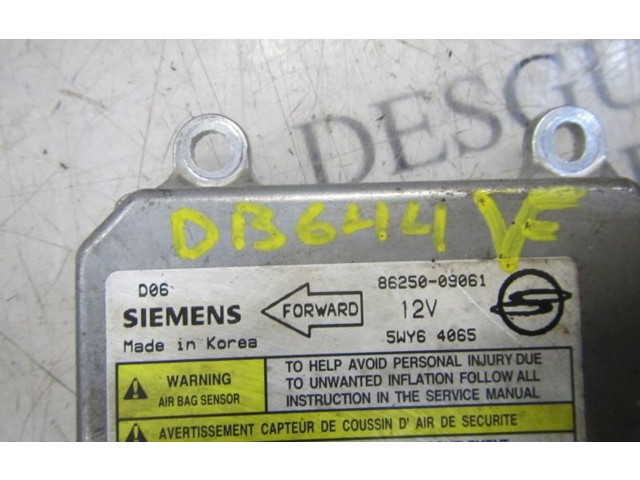 DESGU
DB644 VF
D06
86250-09061
SIEMENS
FORWARD
12V
Made in Korea
5WY6 4065
WARNING
AIR BAG SENSOR
TO HELP AVOID PERSONAL INJURY DUE
TO UNWANTED INFLATION FOLLOW ALL
INSTRUCTION IN THE SERVICE MANUAL
AVERTISSEMENT CAPTEUR DE COUSSIN D' AIR DE SECURITE